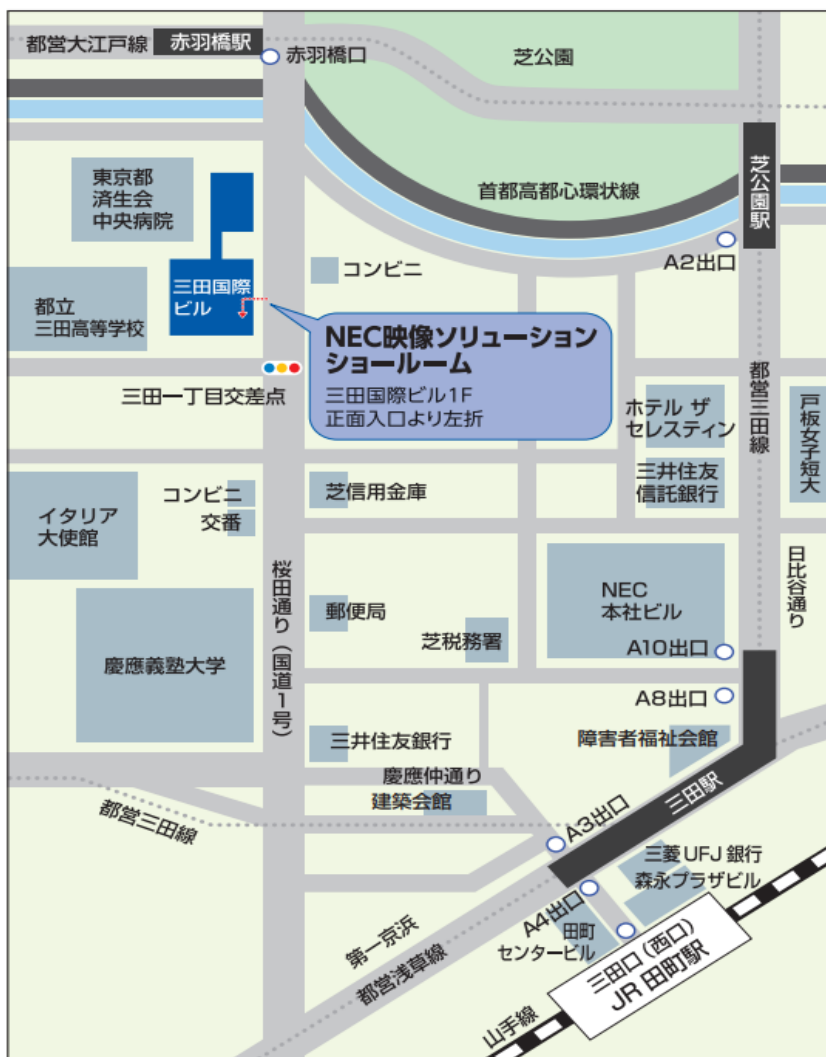 都営大江戸線
赤羽橋駅
赤羽橋口
芝公園
東京都
済生会
中央病院
首都高都心環状線
芝公園駅
A2出口
コンビニ
三田国際
ビル
都立
三田高等学校
NEC映像ソリューション
ショールーム
三田国際ビル1F
正面入口より左折
三田一丁目交差点
都営三田線
ホテル ザ
セレスティン
戸板女子短大
三井住友
信託銀行
イタリア
大使館
コンビニ
交番
芝信用金庫
桜田通り(国道1号)
日比谷通り
NEC
本社ビル
郵便局
芝税務署
慶應義塾大学
A10出口
A8出口
三井住友銀行
障害者福祉会館
慶應仲通り
建築会館
都営三田線
A3出口
三田駅
三菱UFJ銀行
森永プラザビル
A4出口
田町
センタービル
第一京浜
都営浅草線
三田口(西口)
JR 田町駅
山手線